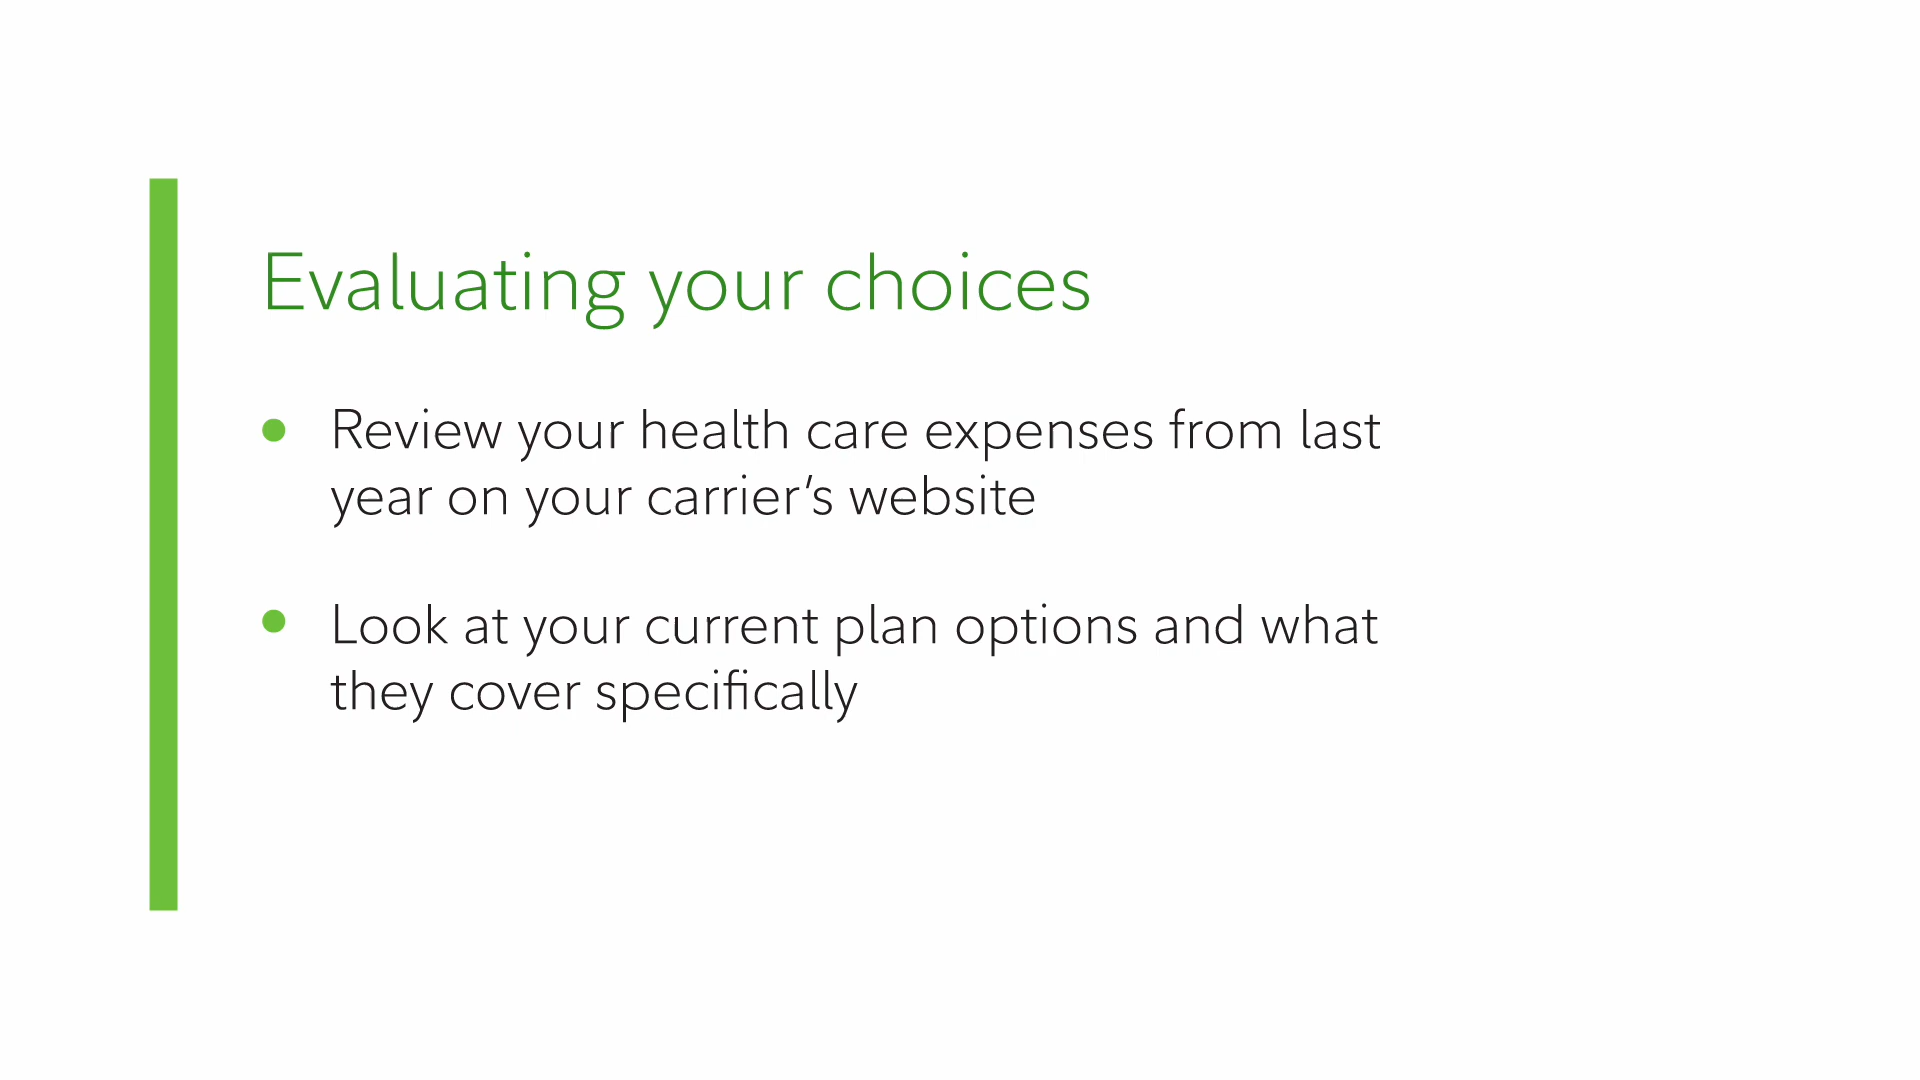 Evaluating your choices
• Review your health care expenses from last
year on your carrier’s website
• Look at your current plan options and what
they cover specifically